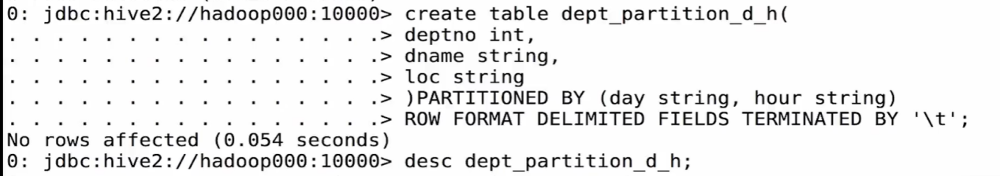 0: jdbc:hive2://hadoop000:10000> create table dept_partition_d_h(
. . . . . . . . . . . . . . . .> deptno int,
. . . . . . . . . . . . . . . .> dname string,
. . . . . . . . . . . . . . . .> loc string
. . . . . . . . . . . . . . . .> )PARTITIONED BY (day string, hour string)
. . . . . . . . . . . . . . . .> ROW FORMAT DELIMITED FIELDS TERMINATED BY '\t';
No rows affected (0.054 seconds)
0: jdbc:hive2://hadoop000:10000> desc dept_partition_d_h;